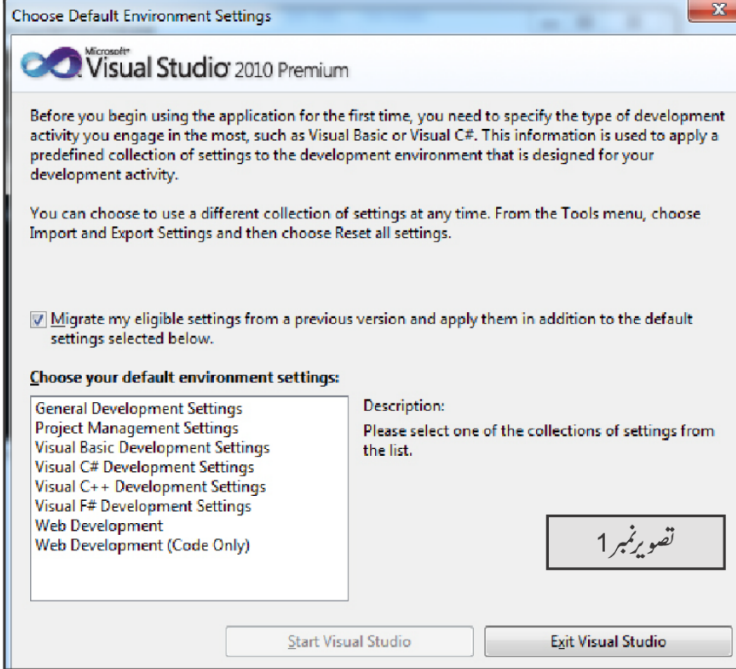 Choose Default Environment Settings
Microsoft®
Visual Studio 2010 Premium
Before you begin using the application for the first time, you need to specify the type of development
activity you engage in the most, such as Visual Basic or Visual C#. This information is used to apply a
predefined collection of settings to the development environment that is designed for your
development activity.
You can choose to use a different collection of settings at any time. From the Tools menu, choose
Import and Export Settings and then choose Reset all settings.
Migrate my eligible settings from a previous version and apply them in addition to the default
settings selected below.
Choose your default environment settings:
General Development Settings
Project Management Settings
Visual Basic Development Settings
Visual C# Development Settings
Visual C++ Development Settings
Visual F# Development Settings
Web Development
Web Development (Code Only)
Description:
Please select one of the collections of settings from
the list.
تصویر نمبر 1
Start Visual Studio
Exit Visual Studio